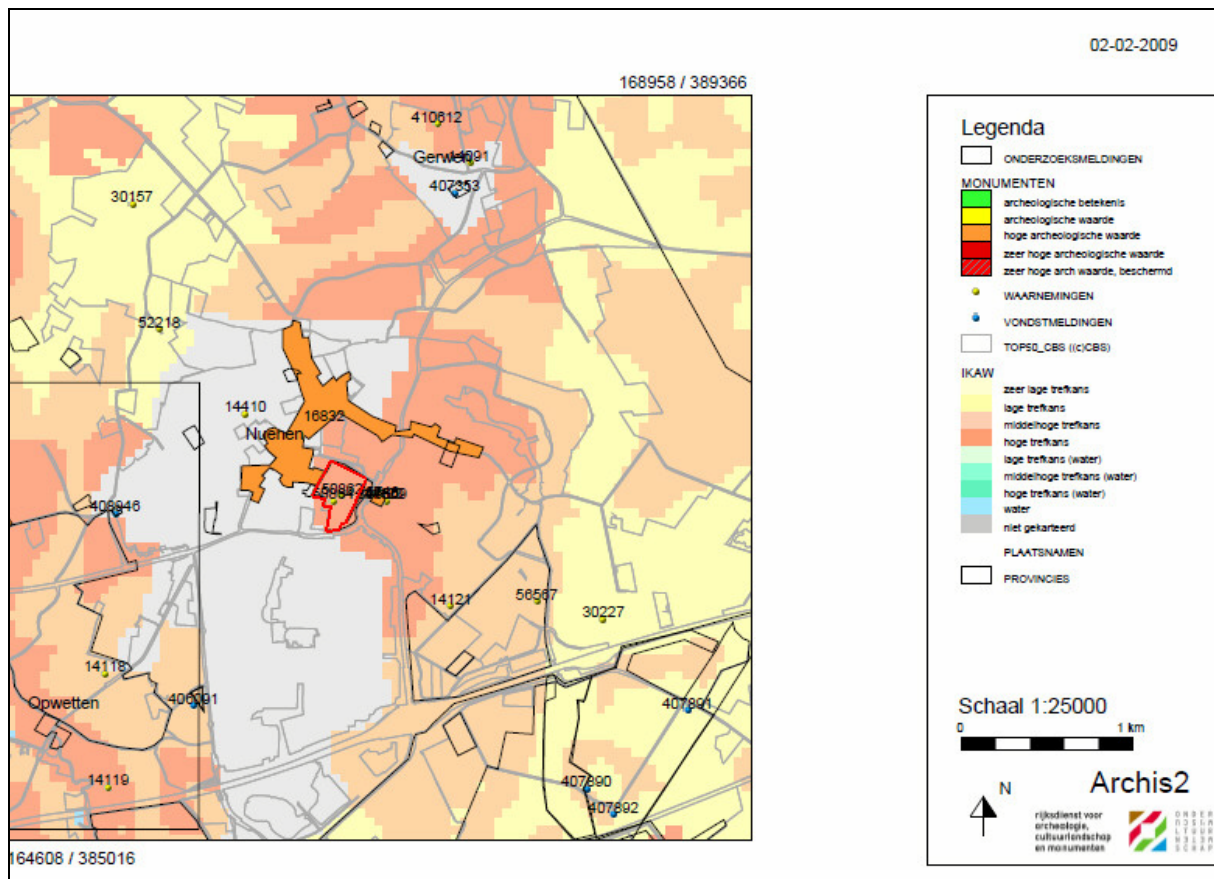 02-02-2009
168958 / 389366
410612
Gerwen
407353
30157
52218
14410
16832
Nuenen
408946
14121
56567
30227
14118
Opwetten
406091
407891
14119
407890
407892
164608 / 385016
Legenda
ONDERZOEKSMELDINGEN
MONUMENTEN
archeologische betekenis
archeologische waarde
hoge archeologische waarde
zeer hoge archeologische waarde
zeer hoge arch waarde, beschermd
WAARNEMINGEN
VONDSTMELDINGEN
TOP50_CBS ((c)CBS)
IKAW
zeer lage trefkans
lage trefkans
middelhoge trefkans
hoge trefkans
lage trefkans (water)
middelhoge trefkans (water)
hoge trefkans (water)
water
niet gekarteerd
PLAATSNAMEN
PROVINCIES
Schaal 1:25000
0 1 km
N
Archis2
rijksdienst voor
archeologie,
cultuurlandschap
en monumenten